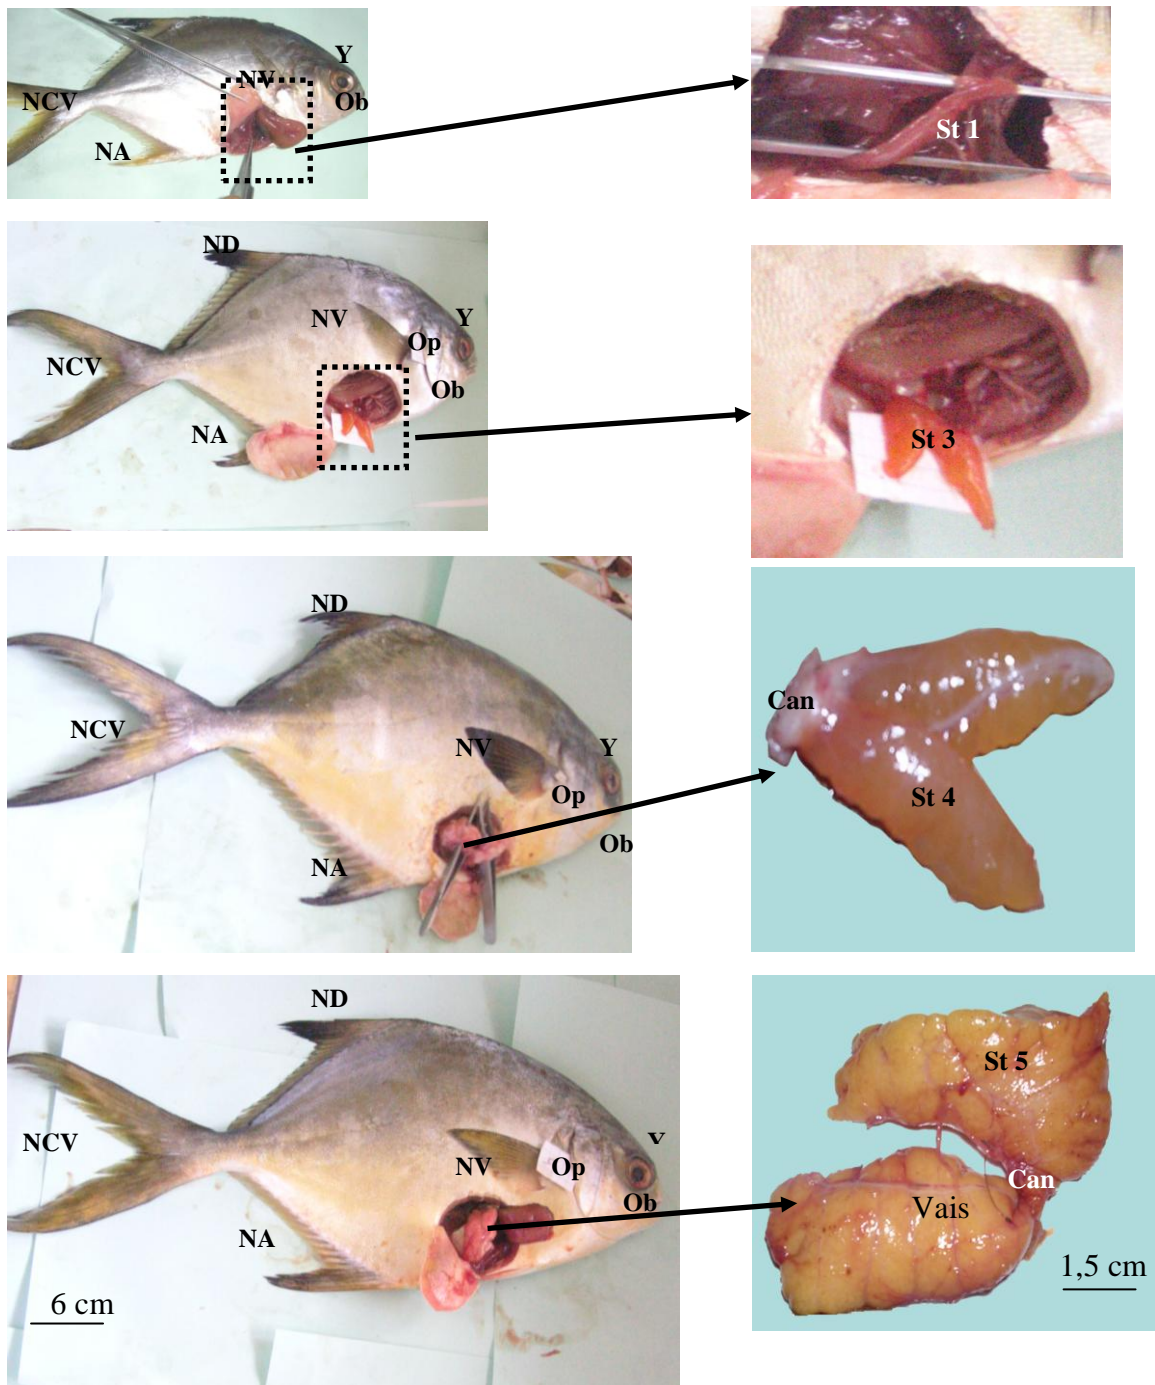 Y
NV
NCV
Ob
NA
St 1
ND
NV
Y
Op
NCV
Ob
NA
St 3
ND
NCV
NV
Y
Op
Ob
NA
Can
St 4
ND
NCV
NV
Op
Y
Ob
NA
6 cm
St 5
Can
Vais
1,5 cm